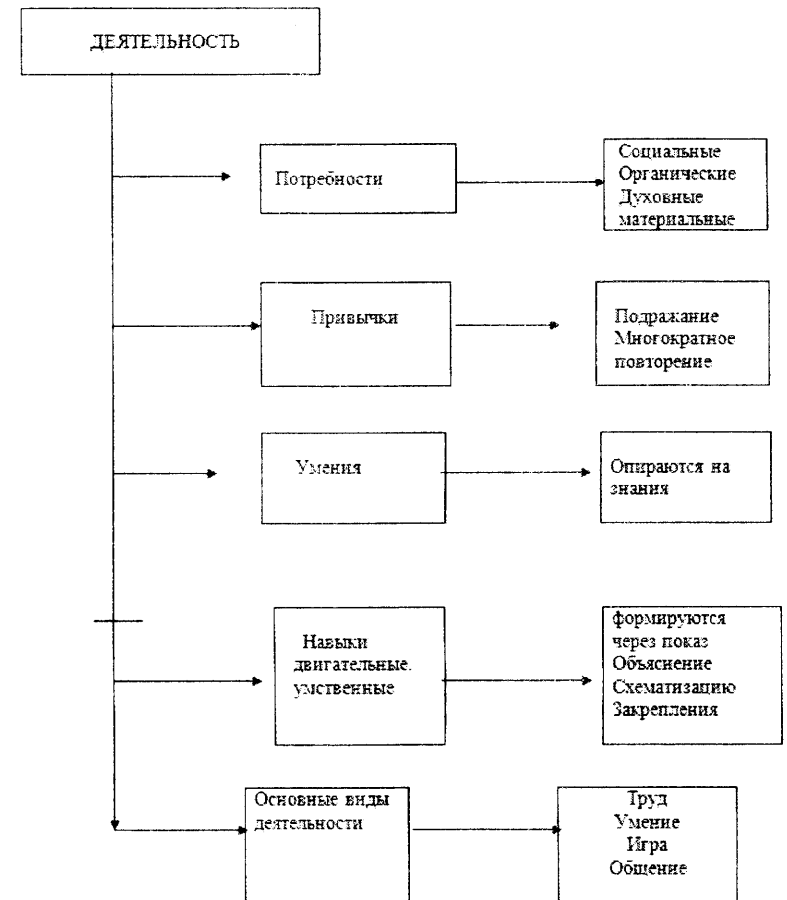 ДЕЯТЕЛЬНОСТЬ
Потребности
Социальные
Органические
Духовные
материальные
Привычки
Подражание
Многократное
повторение
Умения
Опираются на
знания
Навыки
двигательные.
умственные
формируются
через показ
Объяснение
Схематизацию
Закрепления
Основные виды
деятельности
Труд
Умение
Игра
Общение